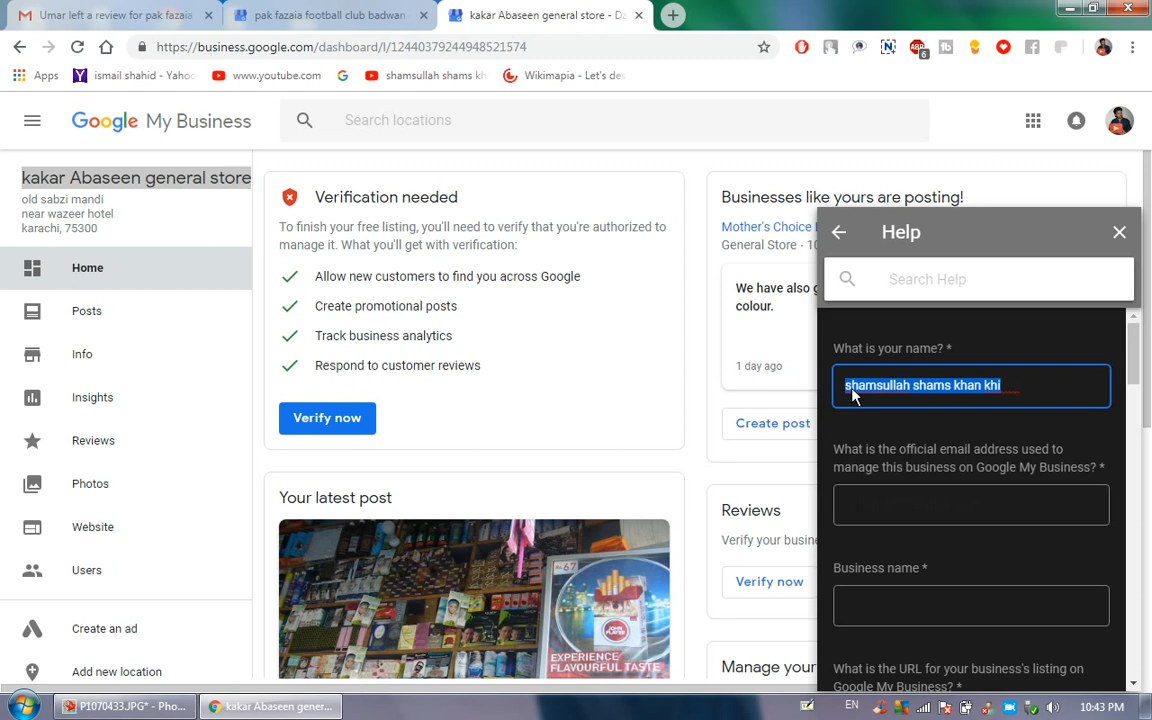 Umar left a review for pak fazaia
pak fazaia football club badwan
kakar Abaseen general store - Da
https://business.google.com/dashboard/l/12440379244948521574
Apps
ismail shahid - Yahoo
www.youtube.com
shamsullah shams kh
Wikimapia - Let's des
Google My Business
Search locations
kakar Abaseen general store
old sabzi mandi
near wazeer hotel
karachi, 75300
Home
Posts
Info
Insights
Reviews
Photos
Website
Users
Create an ad
Add new location
Verification needed
To finish your free listing, you'll need to verify that you're authorized to
manage it. What you'll get with verification:
Allow new customers to find you across Google
Create promotional posts
Track business analytics
Respond to customer reviews
Verify now
Your latest post
No 67
JOHN PLAYER
EXPERIENCE
FLAVOURFUL TASTE
Businesses like yours are posting!
Mother's Choice
General Store · 10
We have also g
colour.
1 day ago
Create post
Reviews
Verify your busine
Verify now
Manage your
Help
Search Help
What is your name? *
shamsullah shams khan khi
What is the official email address used to
manage this business on Google My Business? *
Business name *
What is the URL for your business's listing on
Google My Business? *
P1070433.JPG* - Pho...
kakar Abaseen gener...
EN
10:43 PM